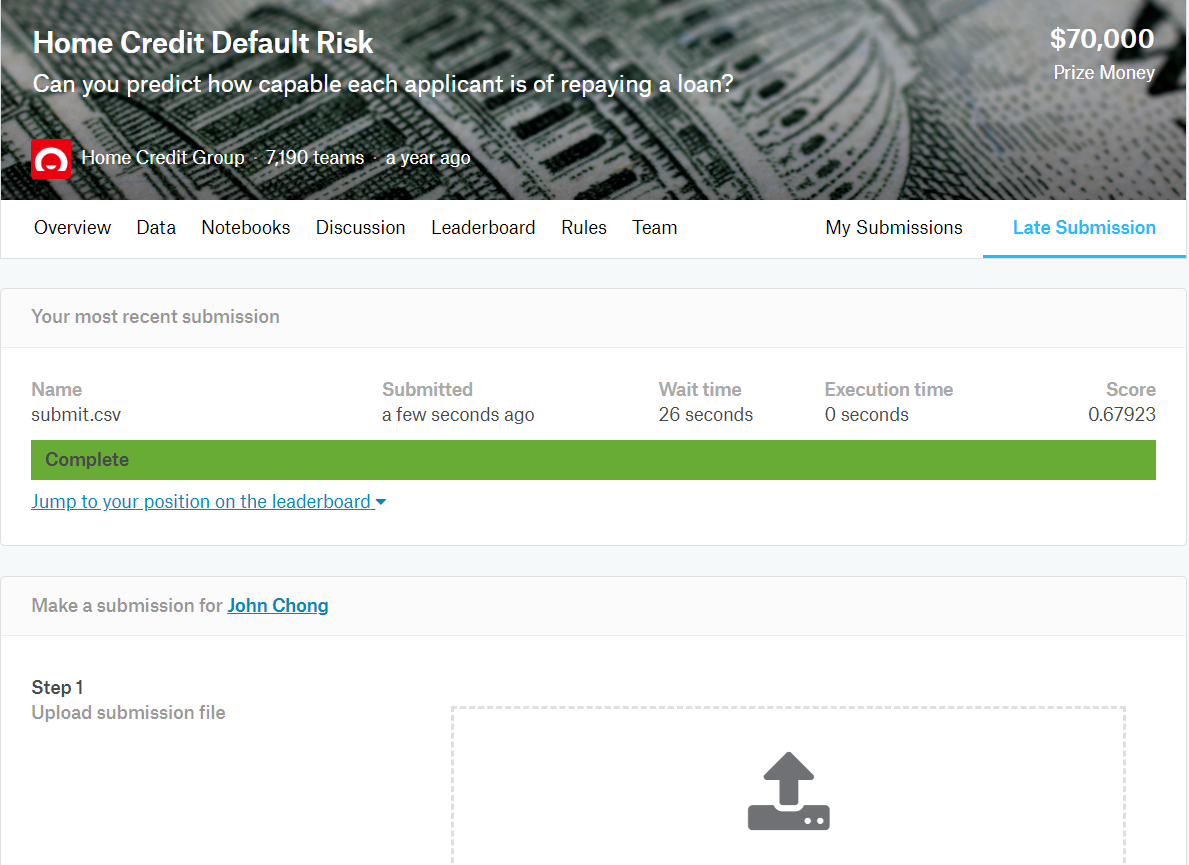 Home Credit Default Risk
$70,000
Can you predict how capable each applicant is of repaying a loan?
Prize Money
Home Credit Group · 7,190 teams · a year ago
Overview Data Notebooks Discussion Leaderboard Rules Team My Submissions Late Submission
Your most recent submission
Name Submitted Wait time Execution time Score
submit.csv a few seconds ago 26 seconds 0 seconds 0.67923
Complete
Jump to your position on the leaderboard
Make a submission for John Chong
Step 1
Upload submission file